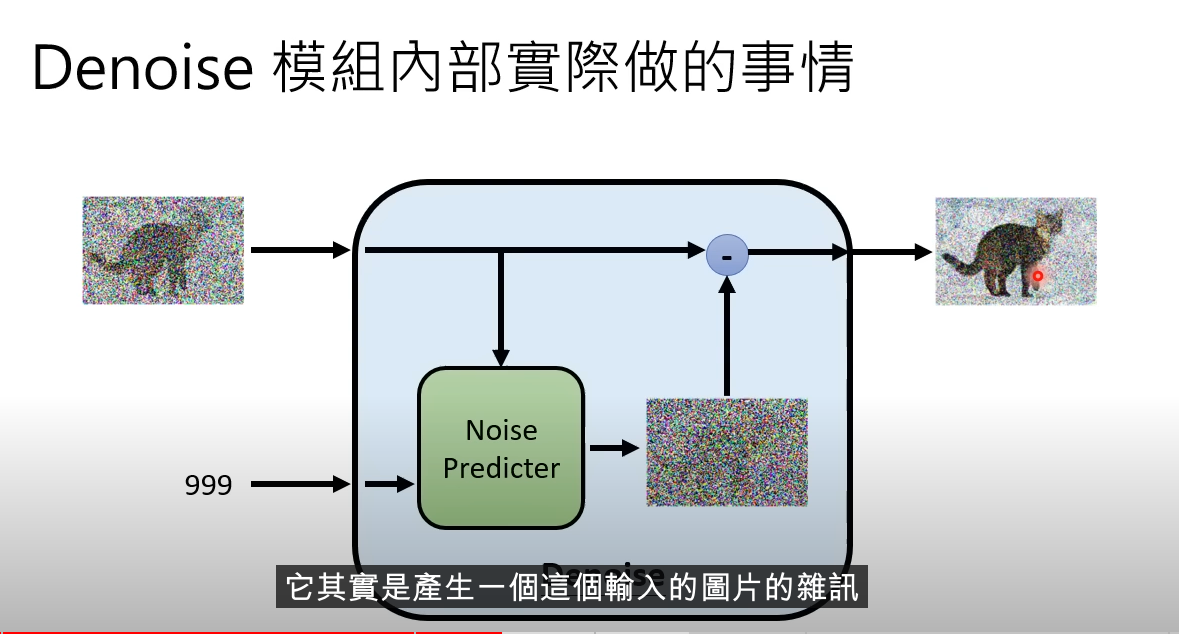 Denoise 模組內部實際做的事情
-
Noise
Predicter
999
Denoise
它其實是產生一個這個輸入的圖片的雜訊